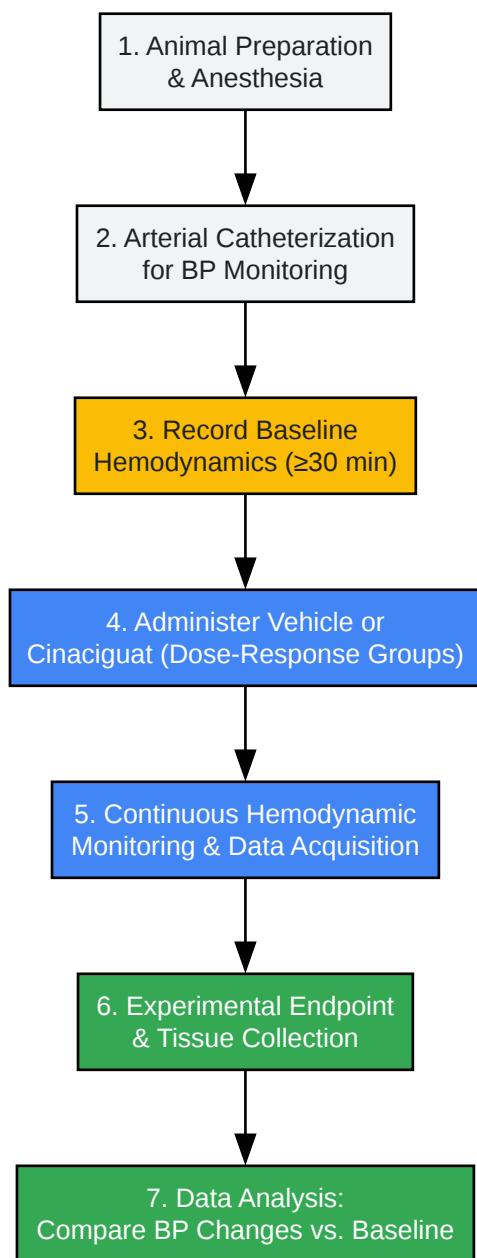 1. Animal Preparation
& Anesthesia
2. Arterial Catheterization
for BP Monitoring
3. Record Baseline
Hemodynamics (≥30 min)
4. Administer Vehicle or
Cinaciguat (Dose-Response Groups)
5. Continuous Hemodynamic
Monitoring & Data Acquisition
6. Experimental Endpoint
& Tissue Collection
7. Data Analysis:
Compare BP Changes vs. Baseline